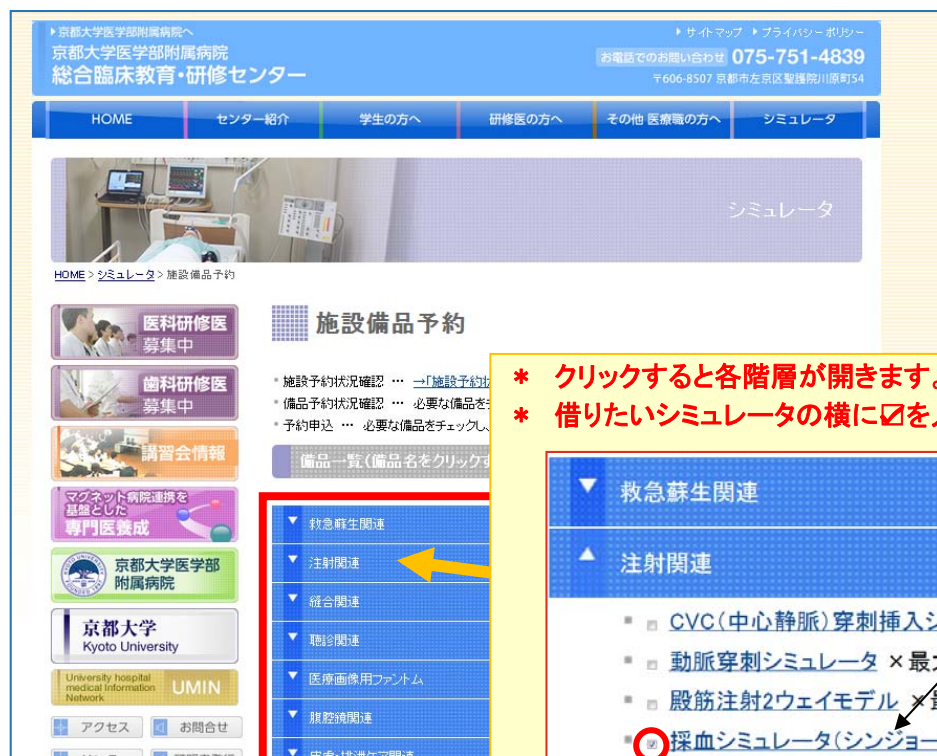 京都大学医学部附属病院へ
サイトマップ プライバシーポリシー
京都大学医学部附属病院
総合臨床教育・研修センター
お電話でのお問い合わせ 075-751-4839
〒606-8507 京都市左京区聖護院川原町54
HOME センター紹介 学生の方へ 研修医の方へ その他 医療職の方へ シミュレータ
シミュレータ
HOME > シミュレータ > 施設備品予約
医科研修医
募集中
歯科研修医
募集中
講習会情報
マグネット病院連携を
基盤とした
専門医養成
京都大学医学部
附属病院
京都大学
Kyoto University
University hospital
medical Information
Network
UMIN
アクセス お問合せ
施設備品予約
施設予約状況確認 … →「施設予約状
備品予約状況確認 … 必要な備品を
予約申込 … 必要な備品をチェックし、
備品一覧(備品名をクリックす
救急蘇生関連
注射関連
縫合関連
聴診関連
医療画像用ファントム
腹腔鏡関連
皮膚・排泄ケア関連
* クリックすると各階層が開きます。
* 借りたいシミュレータの横に☑を
救急蘇生関連
注射関連
CVC(中心静脈)穿刺挿入シ
動脈穿刺シミュレータ ×最
殿筋注射2ウェイモデル ×
採血シミュレータ(シンジョー